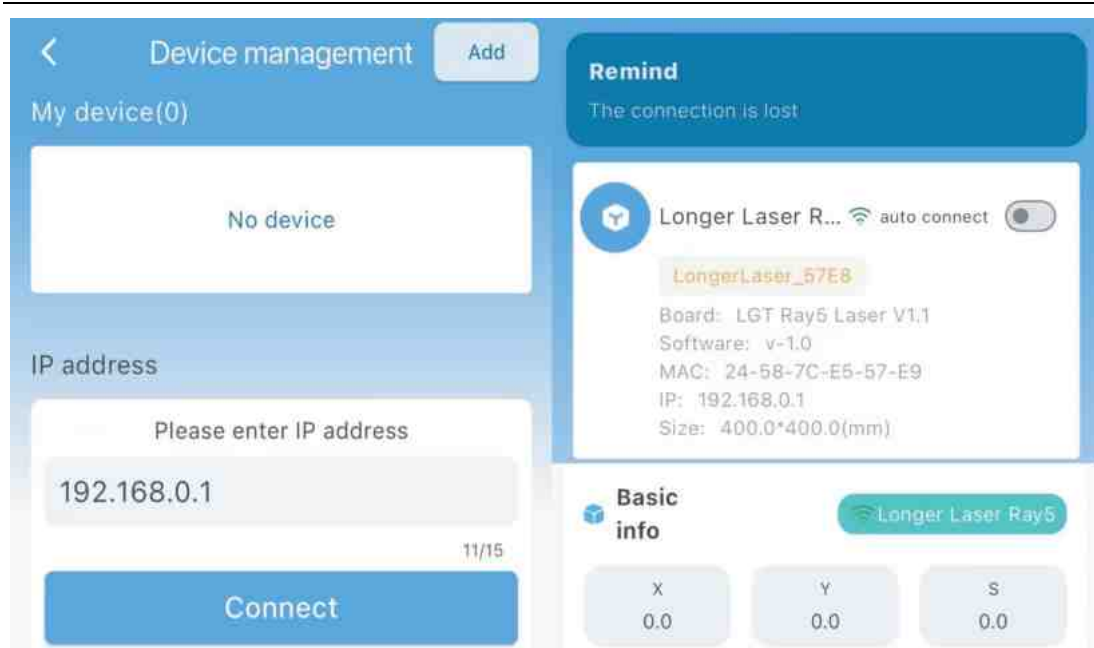 Device management
Add
My device(0)
No device
IP address
Please enter IP address
192.168.0.1
11/15
Connect
Remind
The connection is lost
Longer Laser R... auto connect
LongerLaser_57E8
Board: LGT Ray5 Laser V1.1
Software: v-1.0
MAC: 24-58-7C-E5-57-E9
IP: 192.168.0.1
Size: 400.0*400.0(mm)
Basic
info
Longer Laser Ray5
X
Y
S
0.0
0.0
0.0